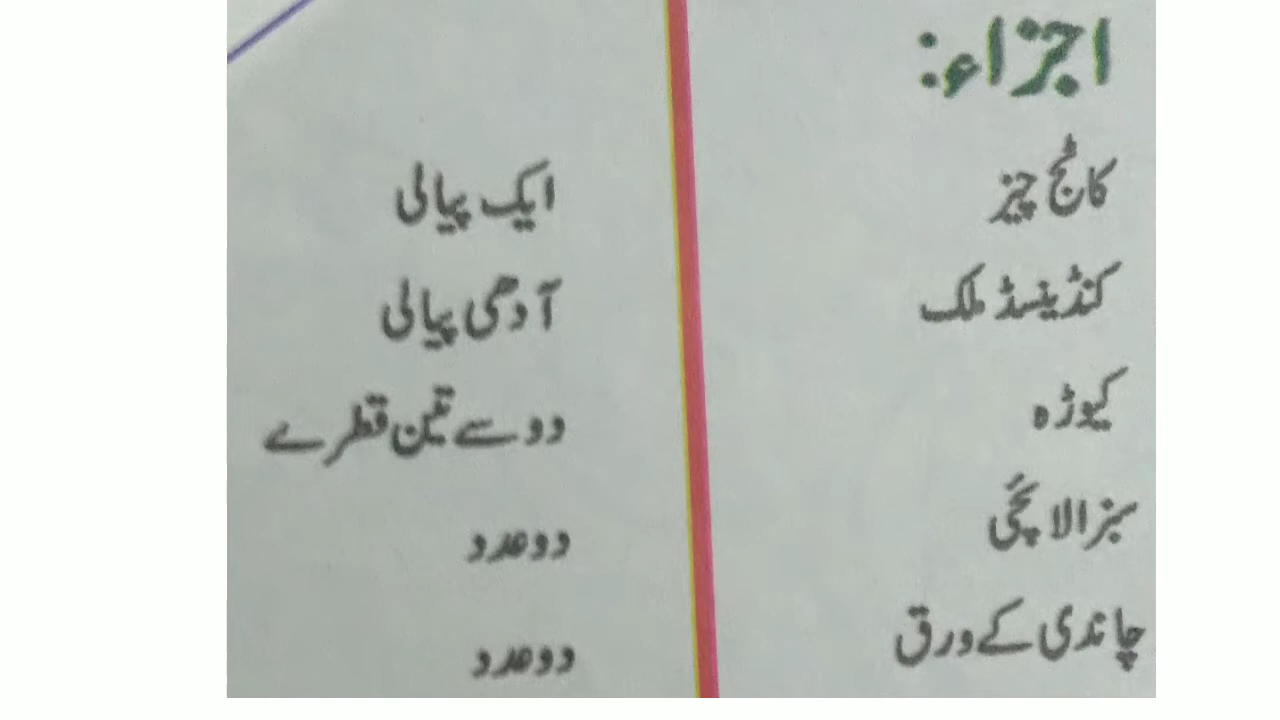 اجزاء:
کاٹج چیز ایک پیالی
کنڈینسڈ ملک آدھی پیالی
کیوڑہ دو سے تین قطرے
سبز الائچی دو عدد
چاندی کے ورق دو عدد